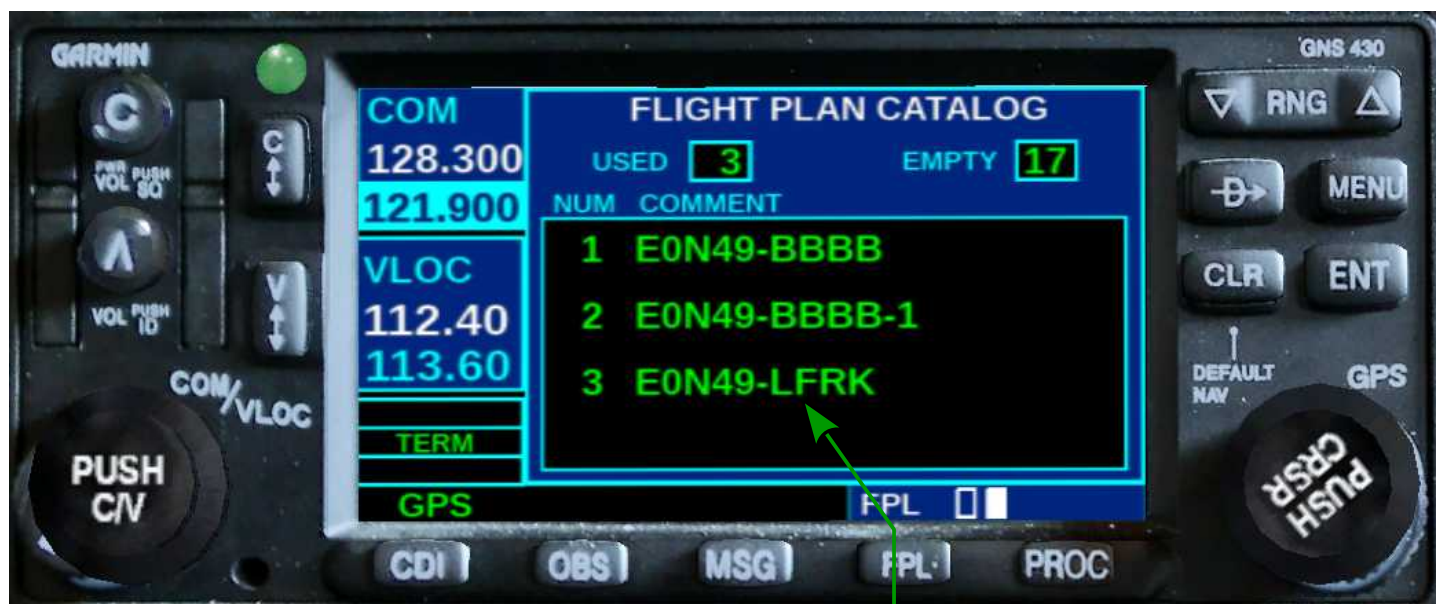 GARMIN
GNS 430
C
PWR VOL PUSH SQ
C
V
VOL PUSH ID
V
COM/VLOC
PUSH C/V
COM
128.300
121.900
VLOC
112.40
113.60
TERM
GPS
FLIGHT PLAN CATALOG
USED 3 EMPTY 17
NUM COMMENT
1 E0N49-BBBB
2 E0N49-BBBB-1
3 E0N49-LFRK
FPL
RNG
D
MENU
CLR
ENT
DEFAULT NAV
GPS
PUSH CRSR
CDI
OBS
MSG
FPL
PROC